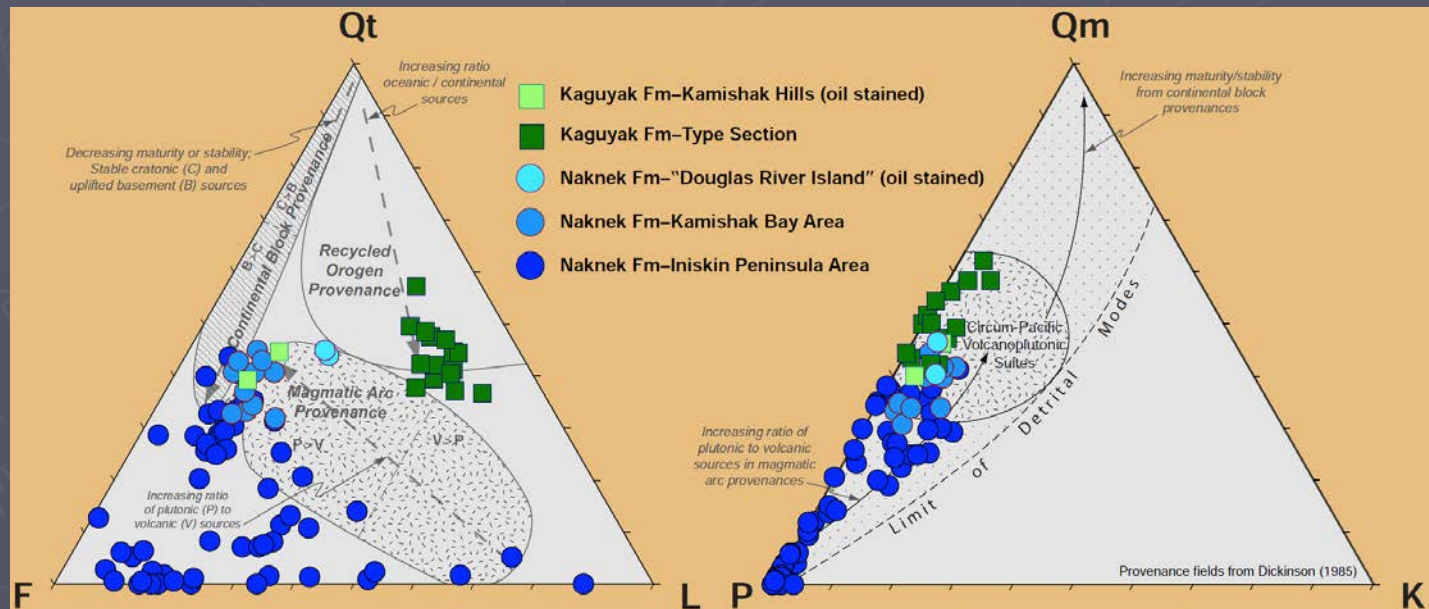 Qt
Increasing ratio
oceanic / continental
sources
Decreasing maturity or stability;
Stable cratonic (C) and
uplifted basement (B) sources
C>B
B>C
Continental Block Provenance
Recycled
Orogen
Provenance
Magmatic Arc
Provenance
P>V
V>P
Increasing ratio
of plutonic (P) to
volcanic (V) sources
F
L
Kaguyak Fm–Kamishak Hills (oil stained)
Kaguyak Fm–Type Section
Naknek Fm–"Douglas River Island" (oil stained)
Naknek Fm–Kamishak Bay Area
Naknek Fm–Iniskin Peninsula Area
Qm
Increasing maturity/stability
from continental block
provenances
Circum-Pacific
Volcanoplutonic
Suites
Increasing ratio of
plutonic to volcanic
sources in magmatic
arc provenances
Limit of Detrital Modes
Provenance fields from Dickinson (1985)
P
K